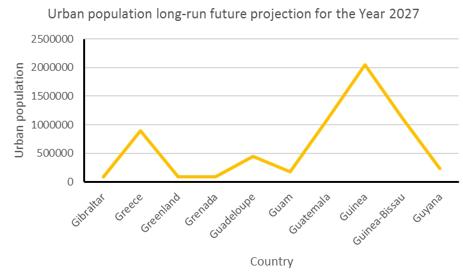 Urban population long-run future projection for the Year 2027
2500000
2000000
1500000
1000000
500000
0
Urban population
Gibraltar
Greece
Greenland
Grenada
Guadeloupe
Guam
Guatemala
Guinea
Guinea-Bissau
Guyana
Country